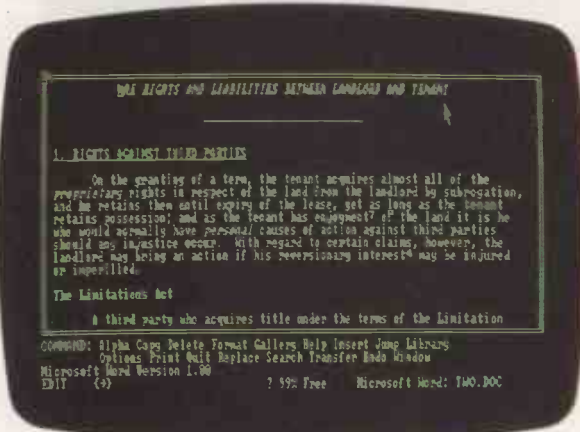 THE RIGHTS AND LIABILITIES BETWEEN LANDLORD AND TENANT
1. RIGHTS AGAINST THIRD PARTIES
On the granting of a term, the tenant acquires almost all of the
proprietary rights in respect of the land from the landlord by subrogation,
and he retains then until expiry of the lease, yet as long as the tenant
retains possession; and as the tenant has enjoyment⁷ of the land it is he
who would normally have personal causes of action against third parties
should any injustice occur. With regard to certain claims, however, the
landlord may bring an action if his reversionary interest⁸ may be injured
or imperilled.
The Limitations Act
A third party who acquires title under the terms of the Limitation
COMMAND: Alpha Copy Delete Format Gallery Help Insert Jump Library
Options Print Quit Replace Search Transfer Undo Window
Microsoft Word Version 1.00
EDIT {+} ? 59% Free Microsoft Word: TWO.DOC